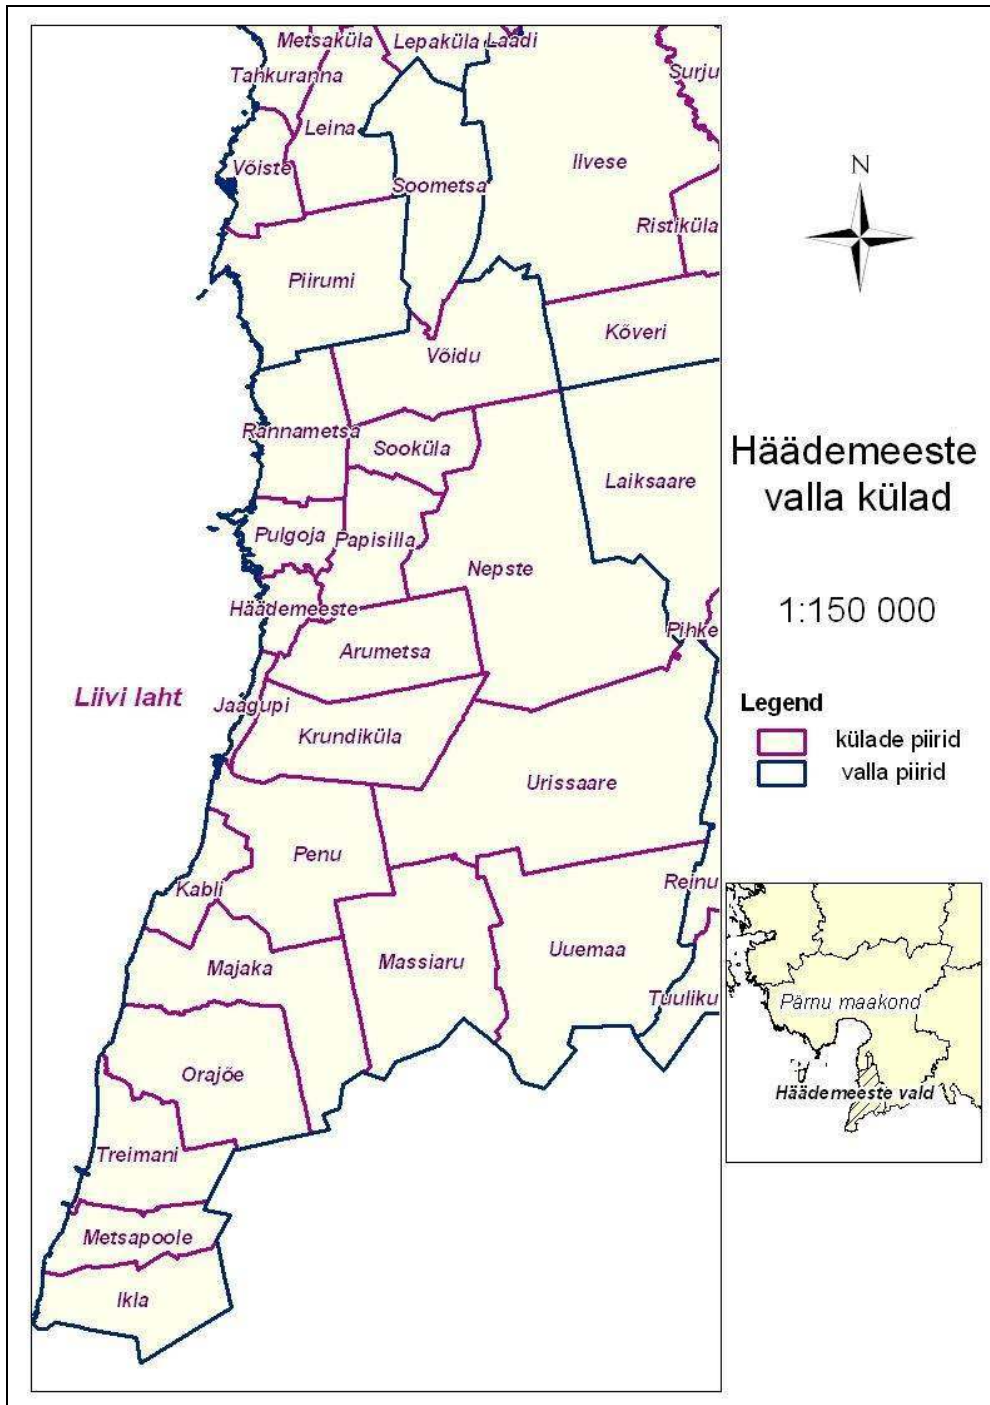 Metsaküla
Lepaküla
Laadi
Tahkuranna
Surju
Leina
Võiste
Soometsa
Ilvese
N
Ristiküla
Piirumi
Kõveri
Võidu
Rannametsa
Sooküla
Häädemeeste
valla külad
Laiksaare
Pulgoja
Papisilla
Nepste
Häädemeeste
1:150 000
Pihke
Arumetsa
Liivi laht
Jaagupi
Krundiküla
Legend
külade piirid
valla piirid
Urissaare
Penu
Kabli
Reinu
Majaka
Massiaru
Uuemaa
Tuuliku
Pärnu maakond
Orajõe
Häädemeeste vald
Treimani
Metsapoole
Ikla